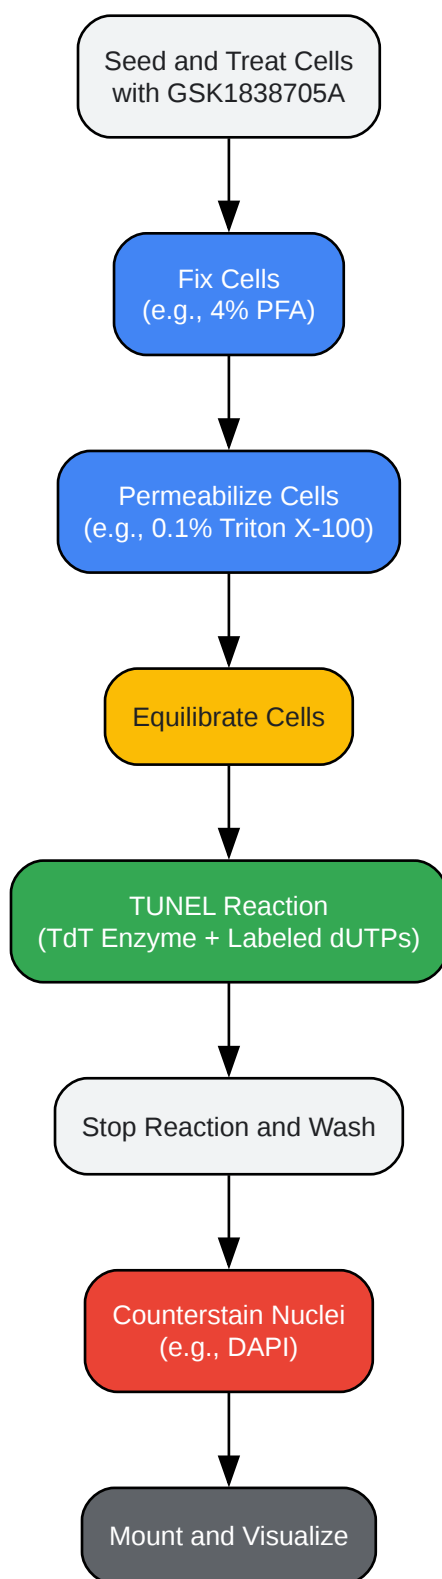 Seed and Treat Cells
with GSK1838705A
Fix Cells
(e.g., 4% PFA)
Permeabilize Cells
(e.g., 0.1% Triton X-100)
Equilibrate Cells
TUNEL Reaction
(TdT Enzyme + Labeled dUTPs)
Stop Reaction and Wash
Counterstain Nuclei
(e.g., DAPI)
Mount and Visualize